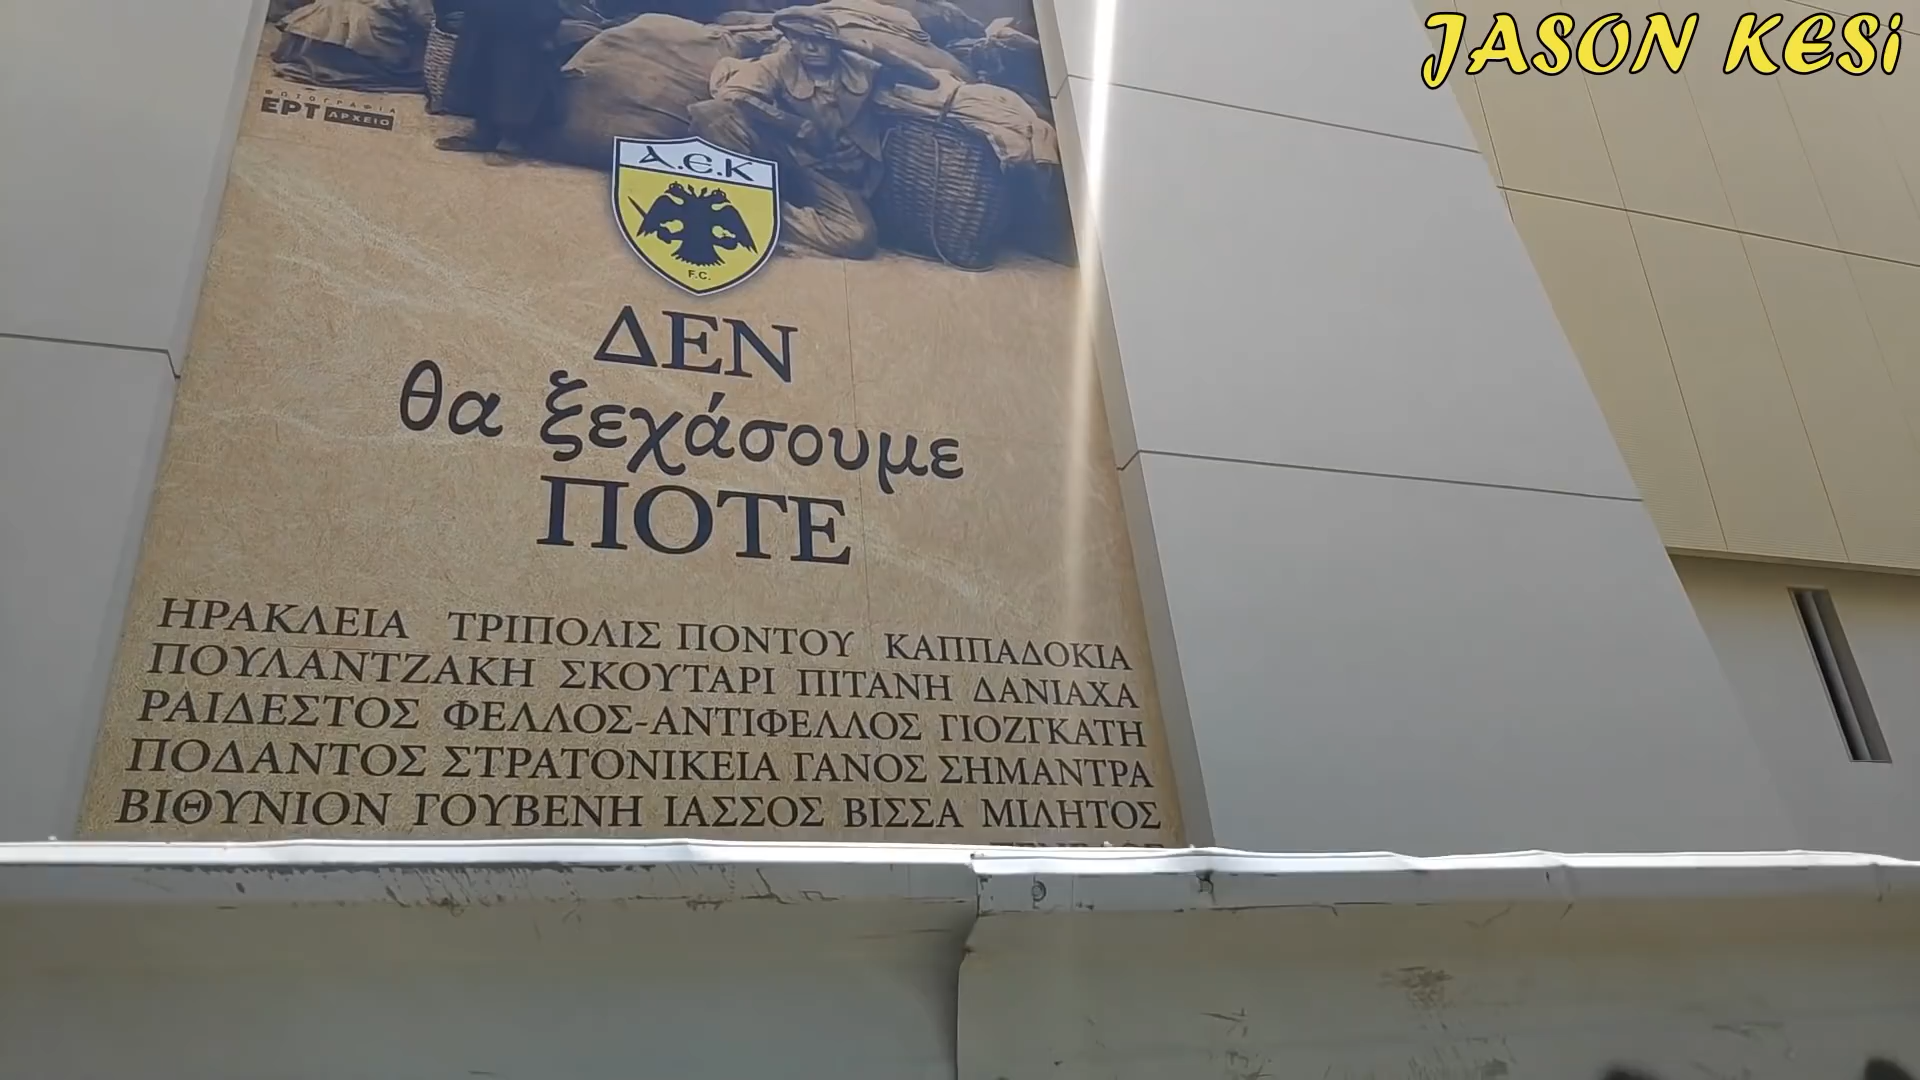 JASON KESi
ΦΩΤΟΓΡΑΦΙΑ
ΕΡΤ ΑΡΧΕΙΟ
Α.Ε.Κ
F.C.
ΔΕΝ
θα ξεχάσουμε
ΠΟΤΕ
ΗΡΑΚΛΕΙΑ ΤΡΙΠΟΛΙΣ ΠΟΝΤΟΥ ΚΑΠΠΑΔΟΚΙΑ
ΠΟΥΛΑΝΤΖΑΚΗ ΣΚΟΥΤΑΡΙ ΠΙΤΑΝΗ ΔΑΝΙΑΧΑ
ΡΑΙΔΕΣΤΟΣ ΦΕΛΛΟΣ-ΑΝΤΙΦΕΛΛΟΣ ΓΙΟΖΓΚΑΤΗ
ΠΟΔΑΝΤΟΣ ΣΤΡΑΤΟΝΙΚΕΙΑ ΓΑΝΟΣ ΣΗΜΑΝΤΡΑ
ΒΙΘΥΝΙΟΝ ΓΟΥΒΕΝΗ ΙΑΣΣΟΣ ΒΙΣΣΑ ΜΙΛΗΤΟΣ